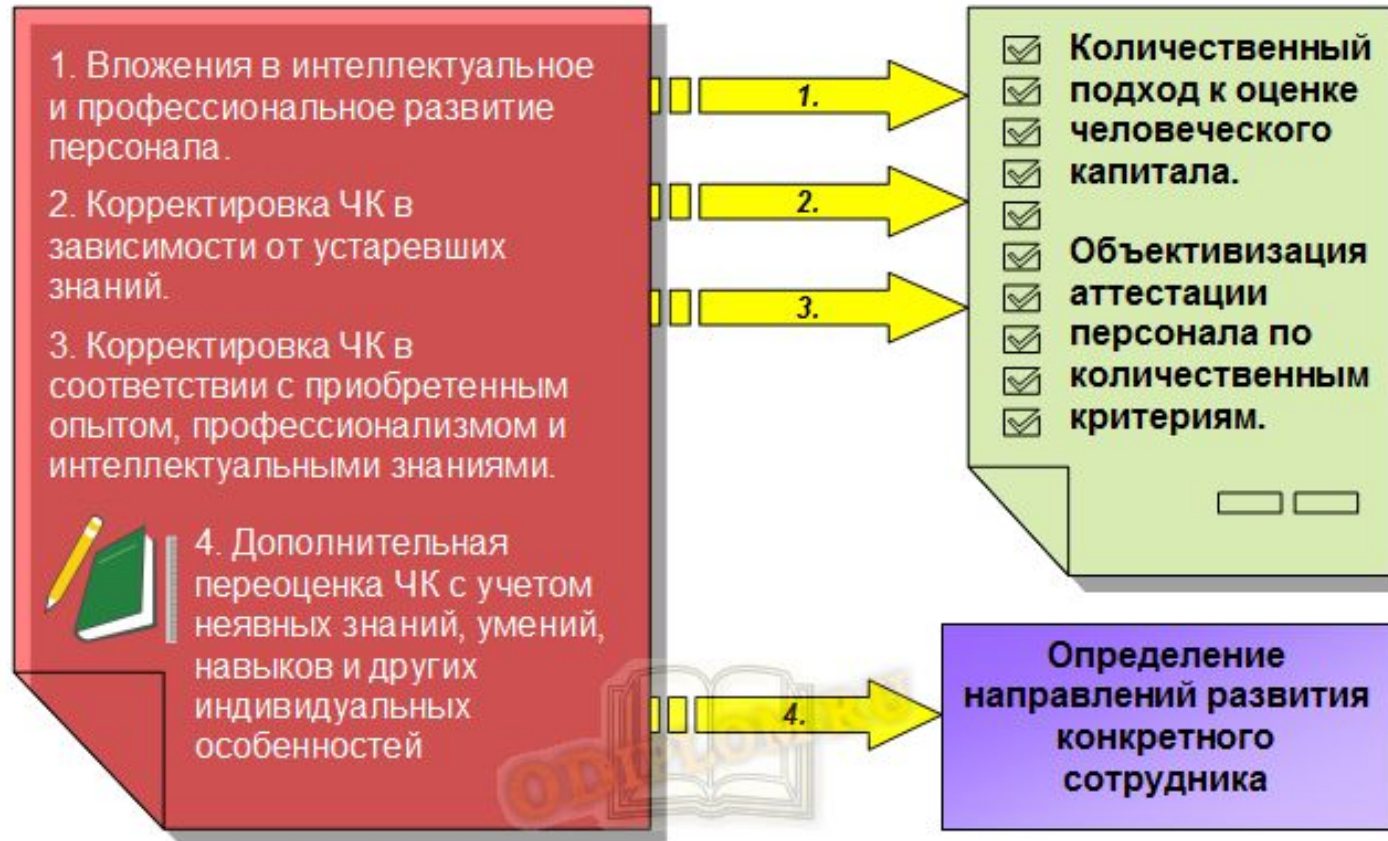 1. Вложения в интеллектуальное
и профессиональное развитие
персонала.
2. Корректировка ЧК в
зависимости от устаревших
знаний.
3. Корректировка ЧК в
соответствии с приобретенным
опытом, профессионализмом и
интеллектуальными знаниями.
4. Дополнительная
переоценка ЧК с учетом
неявных знаний, умений,
навыков и других
индивидуальных
особенностей
1.
2.
3.
4.
Количественный
подход к оценке
человеческого
капитала.
Объективизация
аттестации
персонала по
количественным
критериям.
Определение
направлений развития
конкретного
сотрудника
ODIPLOM.RU